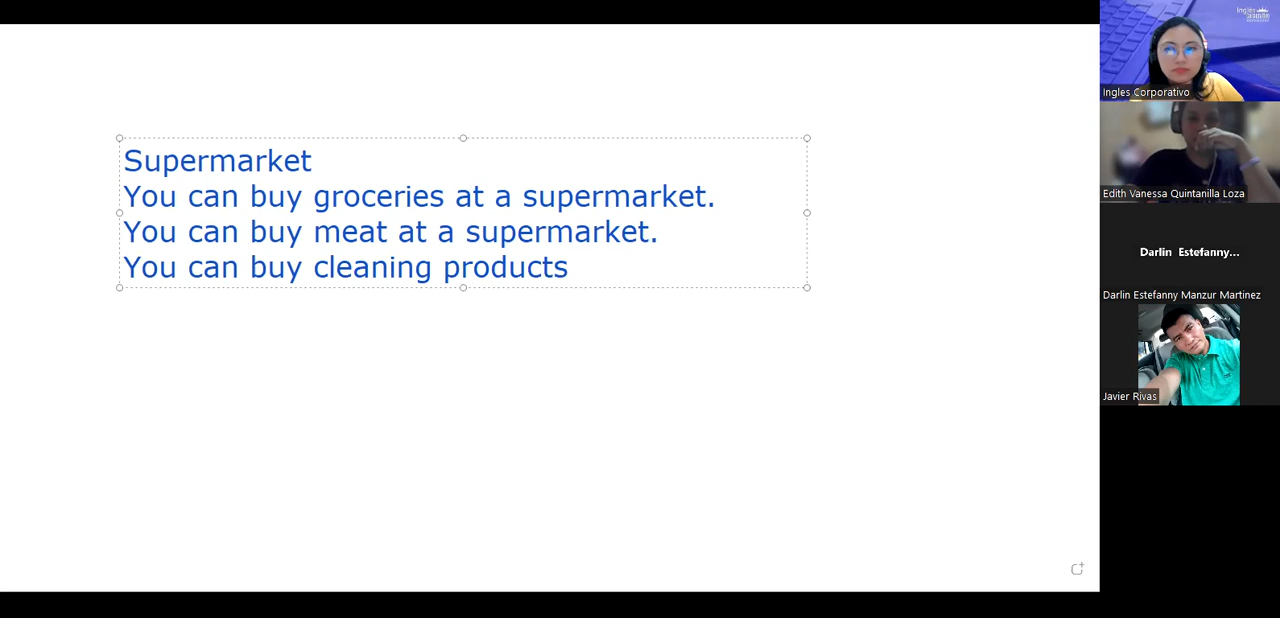 Supermarket
You can buy groceries at a supermarket.
You can buy meat at a supermarket.
You can buy cleaning products
Ingles Corporativo
Edith Vanessa Quintanilla Loza
Darlin Estefanny...
Darlin Estefanny Manzur Martinez
Javier Rivas